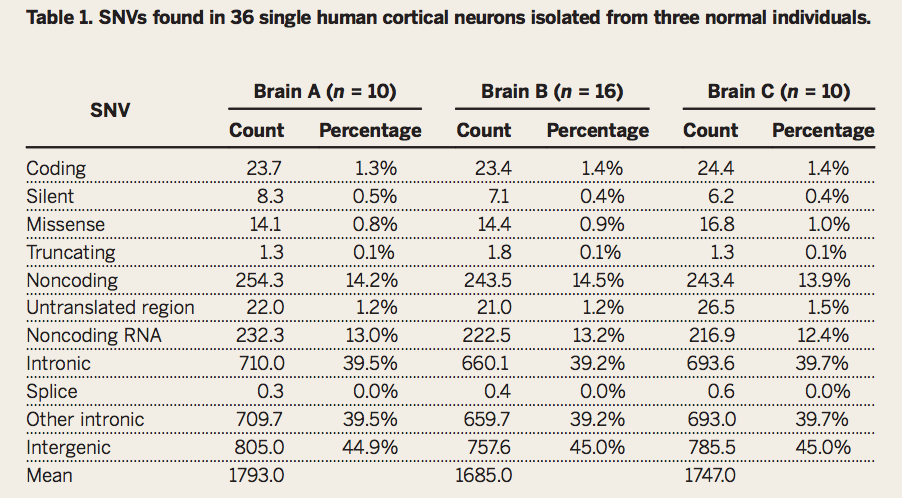 Table 1. SNVs found in 36 single human cortical neurons isolated from three normal individuals.
SNV Brain A (n = 10) Brain B (n = 16) Brain C (n = 10)
Count Percentage Count Percentage Count Percentage
Coding 23.7 1.3% 23.4 1.4% 24.4 1.4%
Silent 8.3 0.5% 7.1 0.4% 6.2 0.4%
Missense 14.1 0.8% 14.4 0.9% 16.8 1.0%
Truncating 1.3 0.1% 1.8 0.1% 1.3 0.1%
Noncoding 254.3 14.2% 243.5 14.5% 243.4 13.9%
Untranslated region 22.0 1.2% 21.0 1.2% 26.5 1.5%
Noncoding RNA 232.3 13.0% 222.5 13.2% 216.9 12.4%
Intronic 710.0 39.5% 660.1 39.2% 693.6 39.7%
Splice 0.3 0.0% 0.4 0.0% 0.6 0.0%
Other intronic 709.7 39.5% 659.7 39.2% 693.0 39.7%
Intergenic 805.0 44.9% 757.6 45.0% 785.5 45.0%
Mean 1793.0 1685.0 1747.0